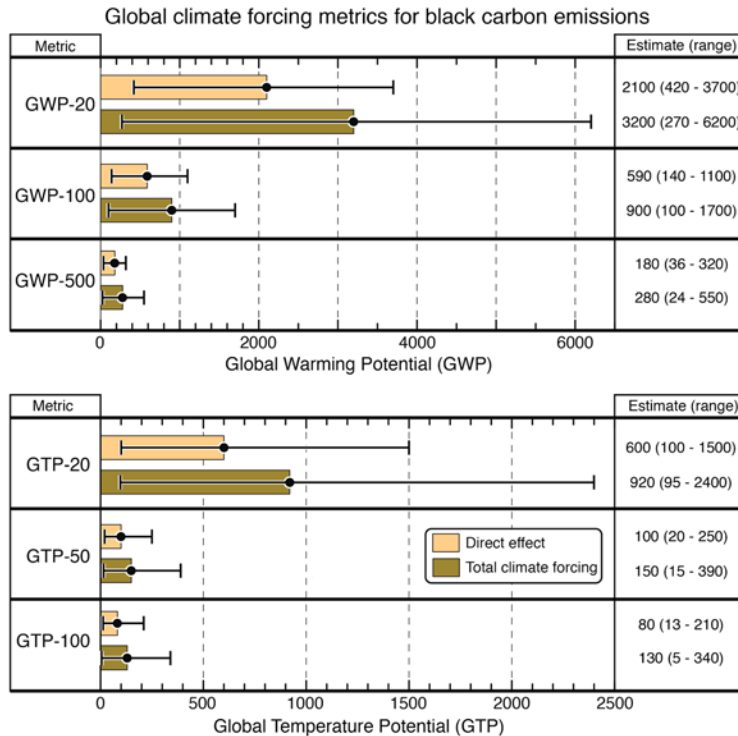 Global climate forcing metrics for black carbon emissions
Metric
Estimate (range)
GWP-20
2100 (420 - 3700)
3200 (270 - 6200)
GWP-100
590 (140 - 1100)
900 (100 - 1700)
GWP-500
180 (36 - 320)
280 (24 - 550)
0 2000 4000 6000
Global Warming Potential (GWP)
Metric
Estimate (range)
GTP-20
600 (100 - 1500)
920 (95 - 2400)
GTP-50
100 (20 - 250)
150 (15 - 390)
Direct effect
Total climate forcing
GTP-100
80 (13 - 210)
130 (5 - 340)
0 500 1000 1500 2000 2500
Global Temperature Potential (GTP)